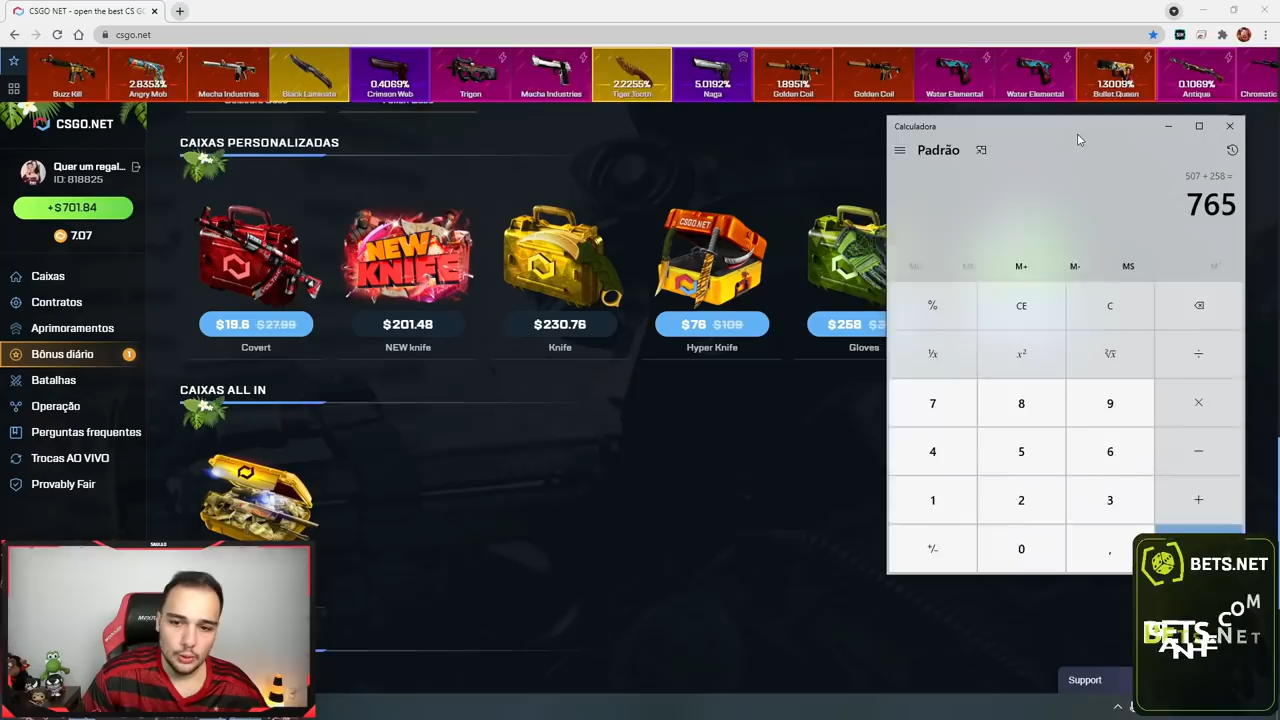 CSGO NET - open the best CS GO
csgo.net
Buzz Kill
2.8353%
Angry Mob
Mecha Industries
Black Laminate
0.4069%
Crimson Web
Trigon
Mecha Industries
2.2255%
Tiger Tooth
5.0192%
Naga
1.8951%
Golden Coil
Golden Coil
Water Elemental
Water Elemental
1.3009%
Bullet Queen
0.1069%
Antique
Chromatic
CSGO.NET
Quer um regal...
ID: 818825
+$701.84
7.07
Caixas
Contratos
Aprimoramentos
Bônus diário 1
Batalhas
Operação
Perguntas frequentes
Trocas AO VIVO
Provably Fair
CAIXAS PERSONALIZADAS
NEW
KNIFE
CSGO.NET
$19.6 $27.99
$201.48
$230.76
$76 $109
$258
Covert
NEW knife
Knife
Hyper Knife
Gloves
CAIXAS ALL IN
Calculadora
Padrão
507 + 258 =
765
M+
M-
MS
%
CE
C
¹/x
x²
²√x
÷
7
8
9
×
4
5
6
−
1
2
3
+
+/−
0
,
SAULLO
BETS.NET
Support